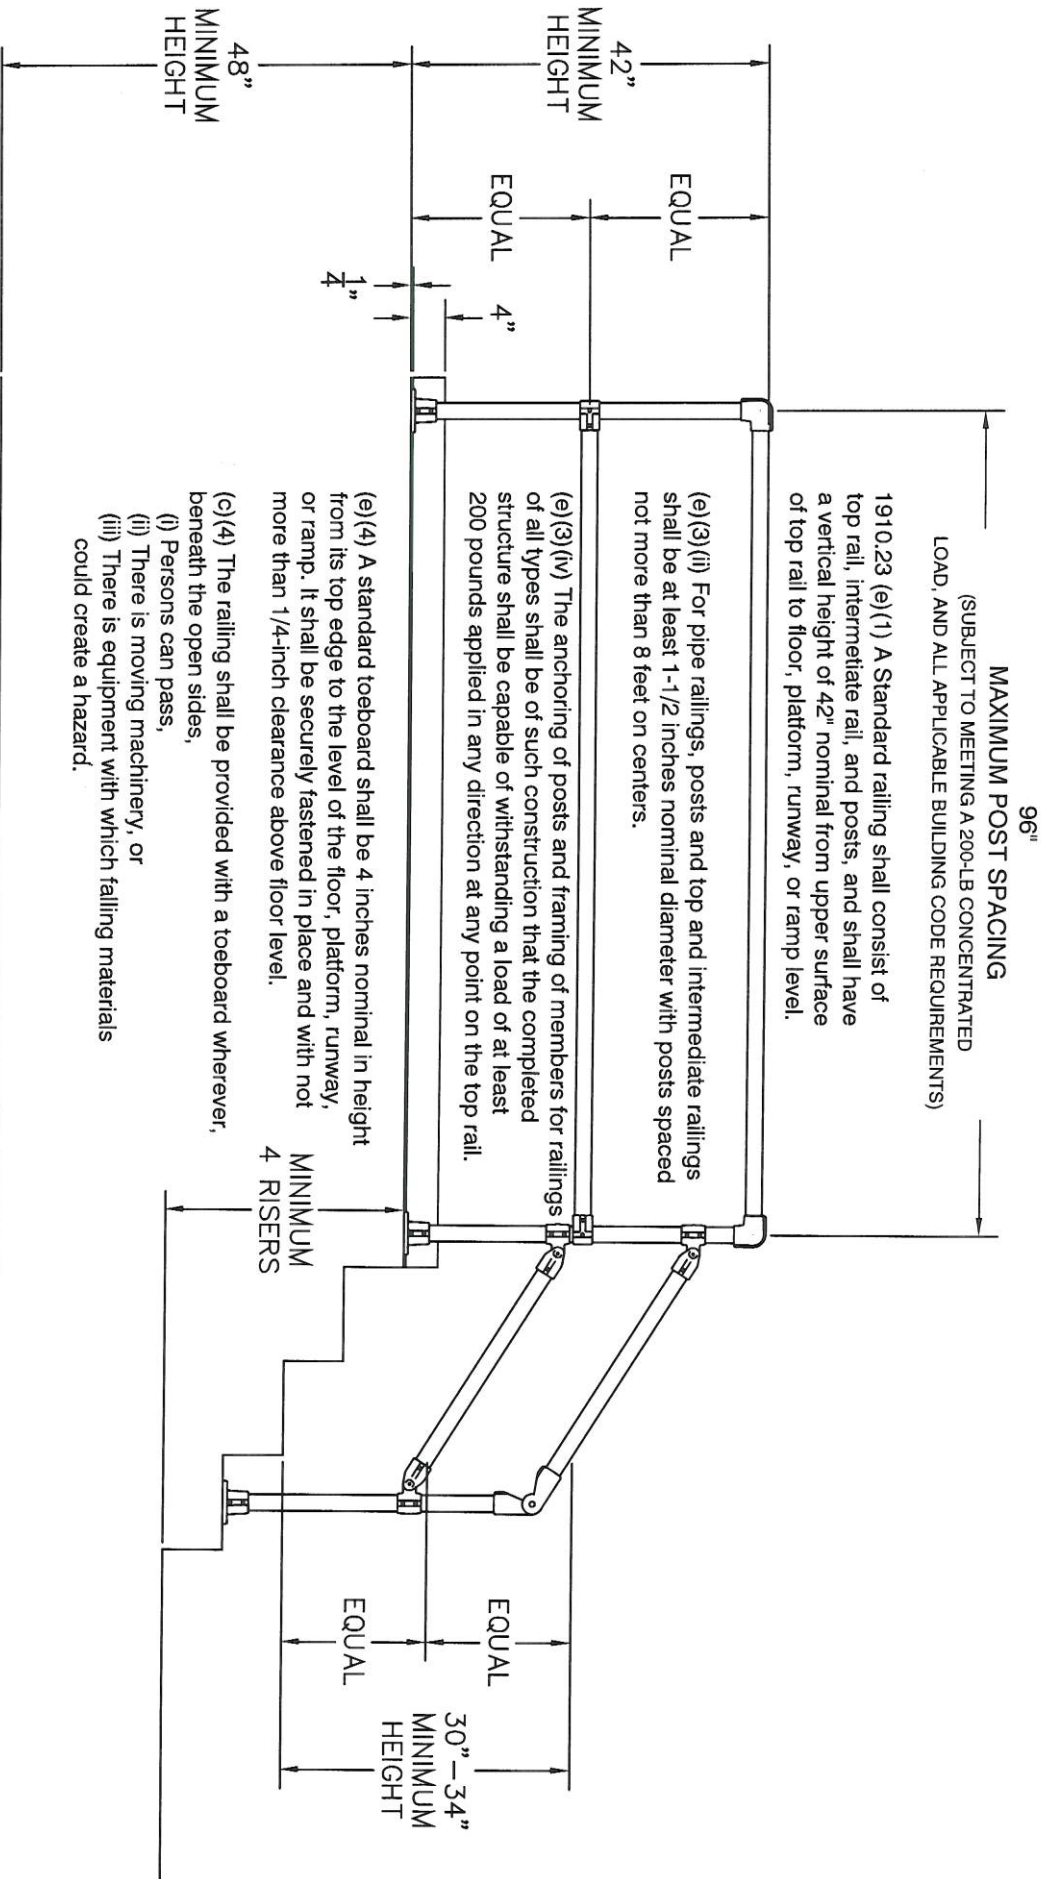 96"
MAXIMUM POST SPACING
(SUBJECT TO MEETING A 200-LB CONCENTRATED
LOAD, AND ALL APPLICABLE BUILDING CODE REQUIREMENTS)
1910.23 (e)(1) A Standard railing shall consist of
top rail, intermetiate rail, and posts, and shall have
a vertical height of 42" nominal from upper surface
of top rail to floor, platform, runway, or ramp level.
(e)(3)(ii) For pipe railings, posts and top and intermediate railings
shall be at least 1-1/2 inches nominal diameter with posts spaced
not more than 8 feet on centers.
(e)(3)(iv) The anchoring of posts and framing of members for railings
of all types shall be of such construction that the completed
structure shall be capable of withstanding a load of at least
200 pounds applied in any direction at any point on the top rail.
(e)(4) A standard toeboard shall be 4 inches nominal in height
from its top edge to the level of the floor, platform, runway,
or ramp. It shall be securely fastened in place and with not
more than 1/4-inch clearance above floor level.
(c)(4) The railing shall be provided with a toeboard wherever,
beneath the open sides,
(i) Persons can pass,
(ii) There is moving machinery, or
(iii) There is equipment with which falling materials
could create a hazard.
42"
MINIMUM
HEIGHT
EQUAL
EQUAL
4"
1/4"
48"
MINIMUM
HEIGHT
MINIMUM
4 RISERS
EQUAL
EQUAL
30"-34"
MINIMUM
HEIGHT